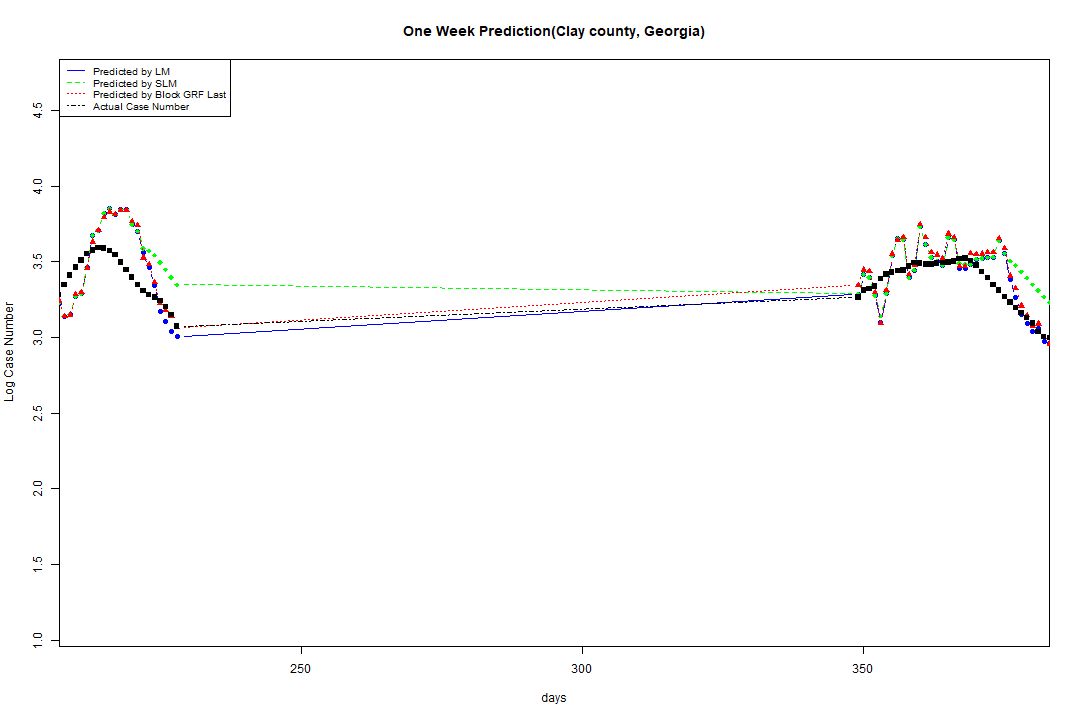 One Week Prediction(Clay county, Georgia)
Predicted by LM
Predicted by SLM
Predicted by Block GRF Last
Actual Case Number
Log Case Number
4.5
4.0
3.5
3.0
2.5
2.0
1.5
1.0
250 300 350
days